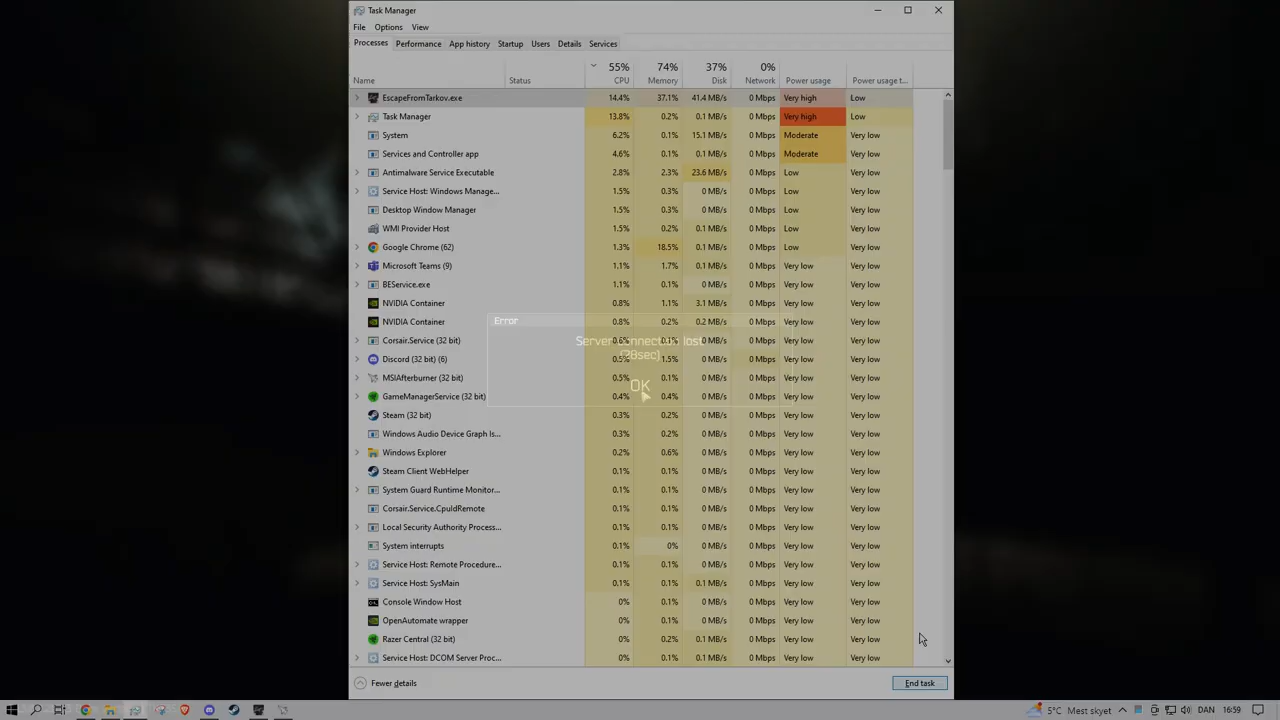 Task Manager
File Options View
Processes Performance App history Startup Users Details Services
55% 74% 37% 0%
Name Status CPU Memory Disk Network Power usage Power usage t...
EscapeFromTarkov.exe 14.4% 37.1% 41.4 MB/s 0 Mbps Very high Low
Task Manager 13.8% 0.2% 0.1 MB/s 0 Mbps Very high Low
System 6.2% 0.1% 15.1 MB/s 0 Mbps Moderate Very low
Services and Controller app 4.6% 0.1% 0.1 MB/s 0 Mbps Moderate Very low
Antimalware Service Executable 2.8% 2.3% 23.6 MB/s 0 Mbps Low Very low
Service Host: Windows Manage... 1.5% 0.3% 0 MB/s 0 Mbps Low Very low
Desktop Window Manager 1.5% 0.3% 0 MB/s 0 Mbps Low Very low
WMI Provider Host 1.5% 0.2% 0.1 MB/s 0 Mbps Low Very low
Google Chrome (62) 1.3% 18.5% 0.1 MB/s 0 Mbps Low Very low
Microsoft Teams (9) 1.1% 1.7% 0.1 MB/s 0 Mbps Very low Very low
BEService.exe 1.1% 0.1% 0 MB/s 0 Mbps Very low Very low
NVIDIA Container 0.8% 1.1% 3.1 MB/s 0 Mbps Very low Very low
NVIDIA Container 0.8% 0.2% 0.2 MB/s 0 Mbps Very low Very low
Error
Corsair.Service (32 bit) 0 MB/s 0 Mbps Very low Very low
Server connection lost
Discord (32 bit) (6) 0.5% 1.5% 0 MB/s 0 Mbps Very low Very low
MSIAfterburner (32 bit) 0.5% 0.1% 0 MB/s 0 Mbps Very low Very low
OK
GameManagerService (32 bit) 0.4% 0.4% 0 MB/s 0 Mbps Very low Very low
Steam (32 bit) 0.3% 0.2% 0 MB/s 0 Mbps Very low Very low
Windows Audio Device Graph Is... 0.3% 0.2% 0 MB/s 0 Mbps Very low Very low
Windows Explorer 0.2% 0.6% 0 MB/s 0 Mbps Very low Very low
Steam Client WebHelper 0.1% 0.1% 0 MB/s 0 Mbps Very low Very low
System Guard Runtime Monitor... 0.1% 0.1% 0 MB/s 0 Mbps Very low Very low
Corsair.Service.CpuIdRemote 0.1% 0.1% 0 MB/s 0 Mbps Very low Very low
Local Security Authority Process... 0.1% 0.1% 0 MB/s 0 Mbps Very low Very low
System interrupts 0.1% 0% 0 MB/s 0 Mbps Very low Very low
Service Host: Remote Procedure... 0.1% 0.1% 0 MB/s 0 Mbps Very low Very low
Service Host: SysMain 0.1% 0.1% 0.1 MB/s 0 Mbps Very low Very low
Console Window Host 0% 0.1% 0 MB/s 0 Mbps Very low Very low
OpenAutomate wrapper 0% 0.1% 0 MB/s 0 Mbps Very low Very low
Razer Central (32 bit) 0% 0.2% 0.1 MB/s 0 Mbps Very low Very low
Service Host: DCOM Server Proc... 0% 0.1% 0 MB/s 0 Mbps Very low Very low
Fewer details End task
5°C Mest skyet DAN 16:59